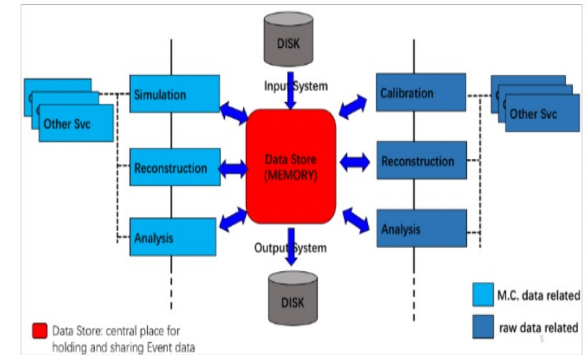 DISK
Input System
Simulation
Calibration
Other Svc
Other Svc
Reconstruction
Data Store
(MEMORY)
Reconstruction
Analysis
Analysis
Output System
DISK
M.C. data related
raw data related
Data Store: central place for
holding and sharing Event data
5